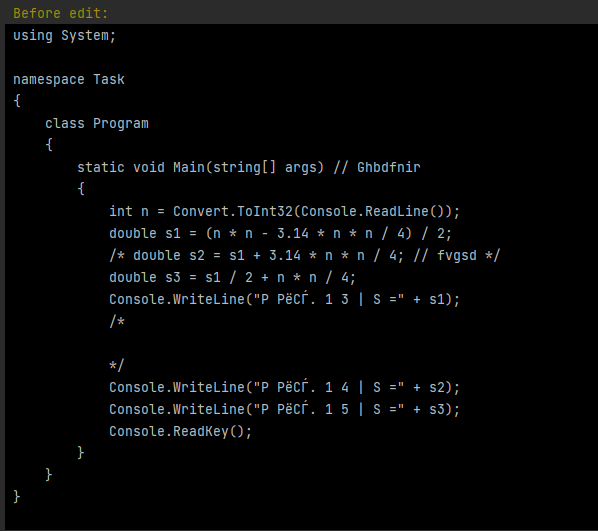 Before edit:
using System;
namespace Task
{
    class Program
    {
        static void Main(string[] args) // Ghbdfnir
        {
            int n = Convert.ToInt32(Console.ReadLine());
            double s1 = (n * n - 3.14 * n * n / 4) / 2;
            /* double s2 = s1 + 3.14 * n * n / 4; // fvgsd */
            double s3 = s1 / 2 + n * n / 4;
            Console.WriteLine("Р РёСЃ. 1 3 | S =" + s1);
            /*
            */
            Console.WriteLine("Р РёСЃ. 1 4 | S =" + s2);
            Console.WriteLine("Р РёСЃ. 1 5 | S =" + s3);
            Console.ReadKey();
        }
    }
}